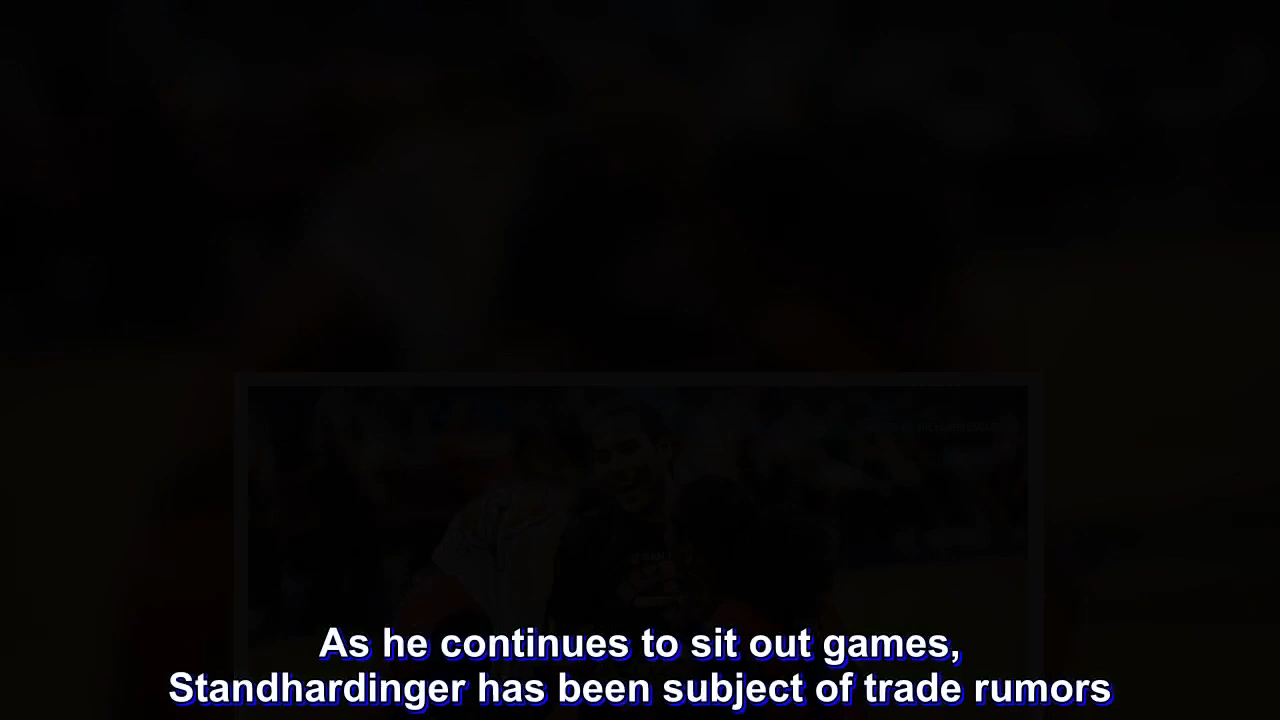 As he continues to sit out games,
Standhardinger has been subject of trade rumors